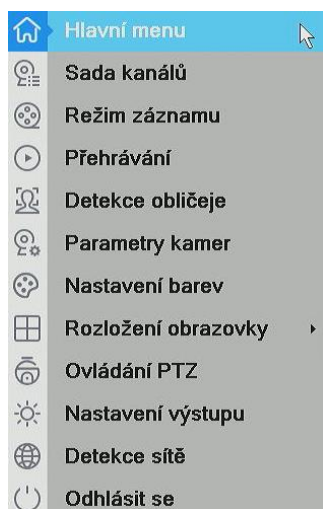 Hlavní menu
Sada kanálů
Režim záznamu
Přehrávání
Detekce obličeje
Parametry kamer
Nastavení barev
Rozložení obrazovky
Ovládání PTZ
Nastavení výstupu
Detekce sítě
Odhlásit se